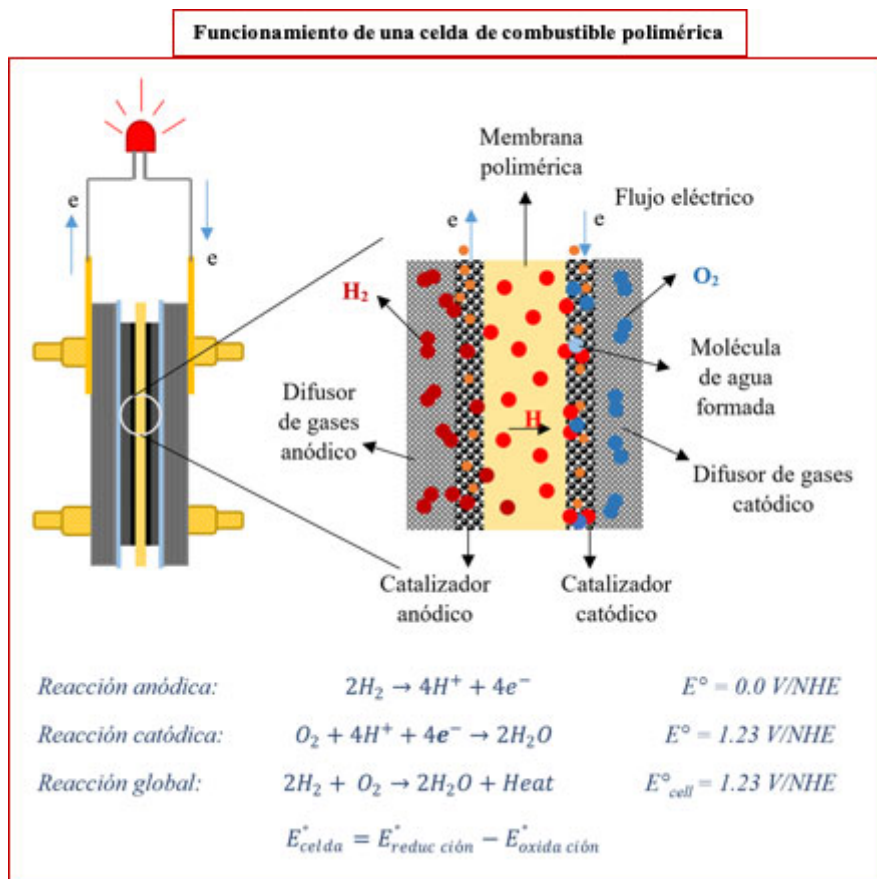 Funcionamiento de una celda de combustible polimérica
e
e
Membrana
polimérica
e
e
Flujo eléctrico
H₂
O₂
Molécula
de agua
formada
Difusor
de gases
anódico
H
Difusor de gases
catódico
Catalizador
anódico
Catalizador
catódico
Reacción anódica: 2H₂ → 4H⁺ + 4e⁻ E° = 0.0 V/NHE
Reacción catódica: O₂ + 4H⁺ + 4e⁻ → 2H₂O E° = 1.23 V/NHE
Reacción global: 2H₂ + O₂ → 2H₂O + Heat E°cell = 1.23 V/NHE
E°celda = E°reduc ción − E°oxida ción